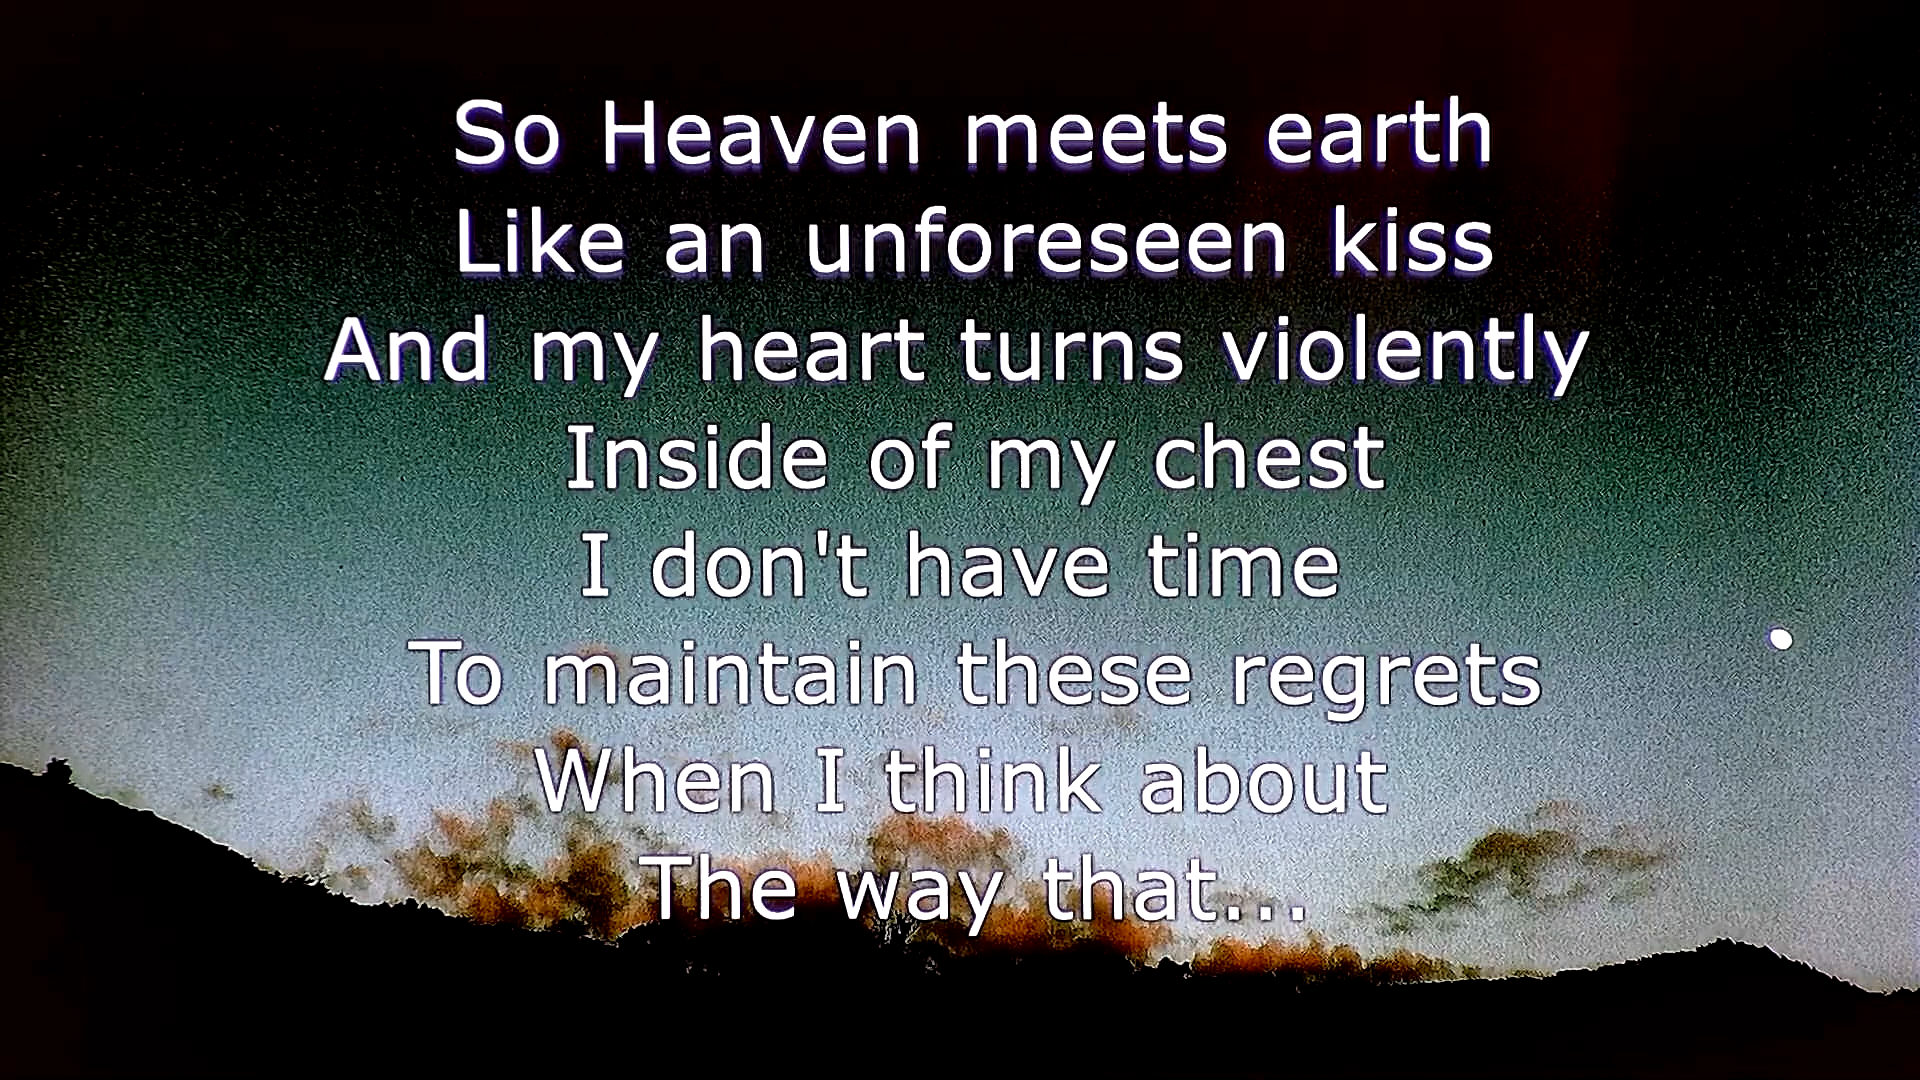 So Heaven meets earth
Like an unforeseen kiss
And my heart turns violently
Inside of my chest
I don't have time
To maintain these regrets
When I think about
The way that...